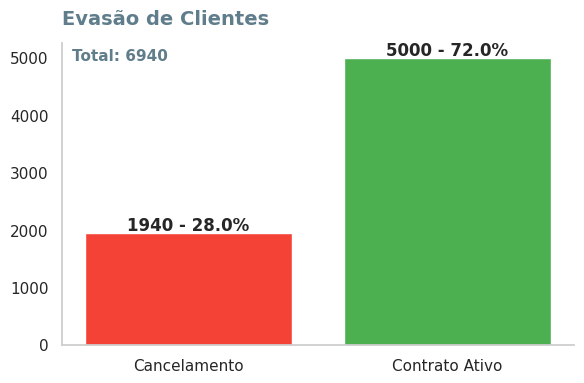 Evasão de Clientes
Total: 6940
5000 - 72.0%
1940 - 28.0%
5000
4000
3000
2000
1000
0
Cancelamento
Contrato Ativo